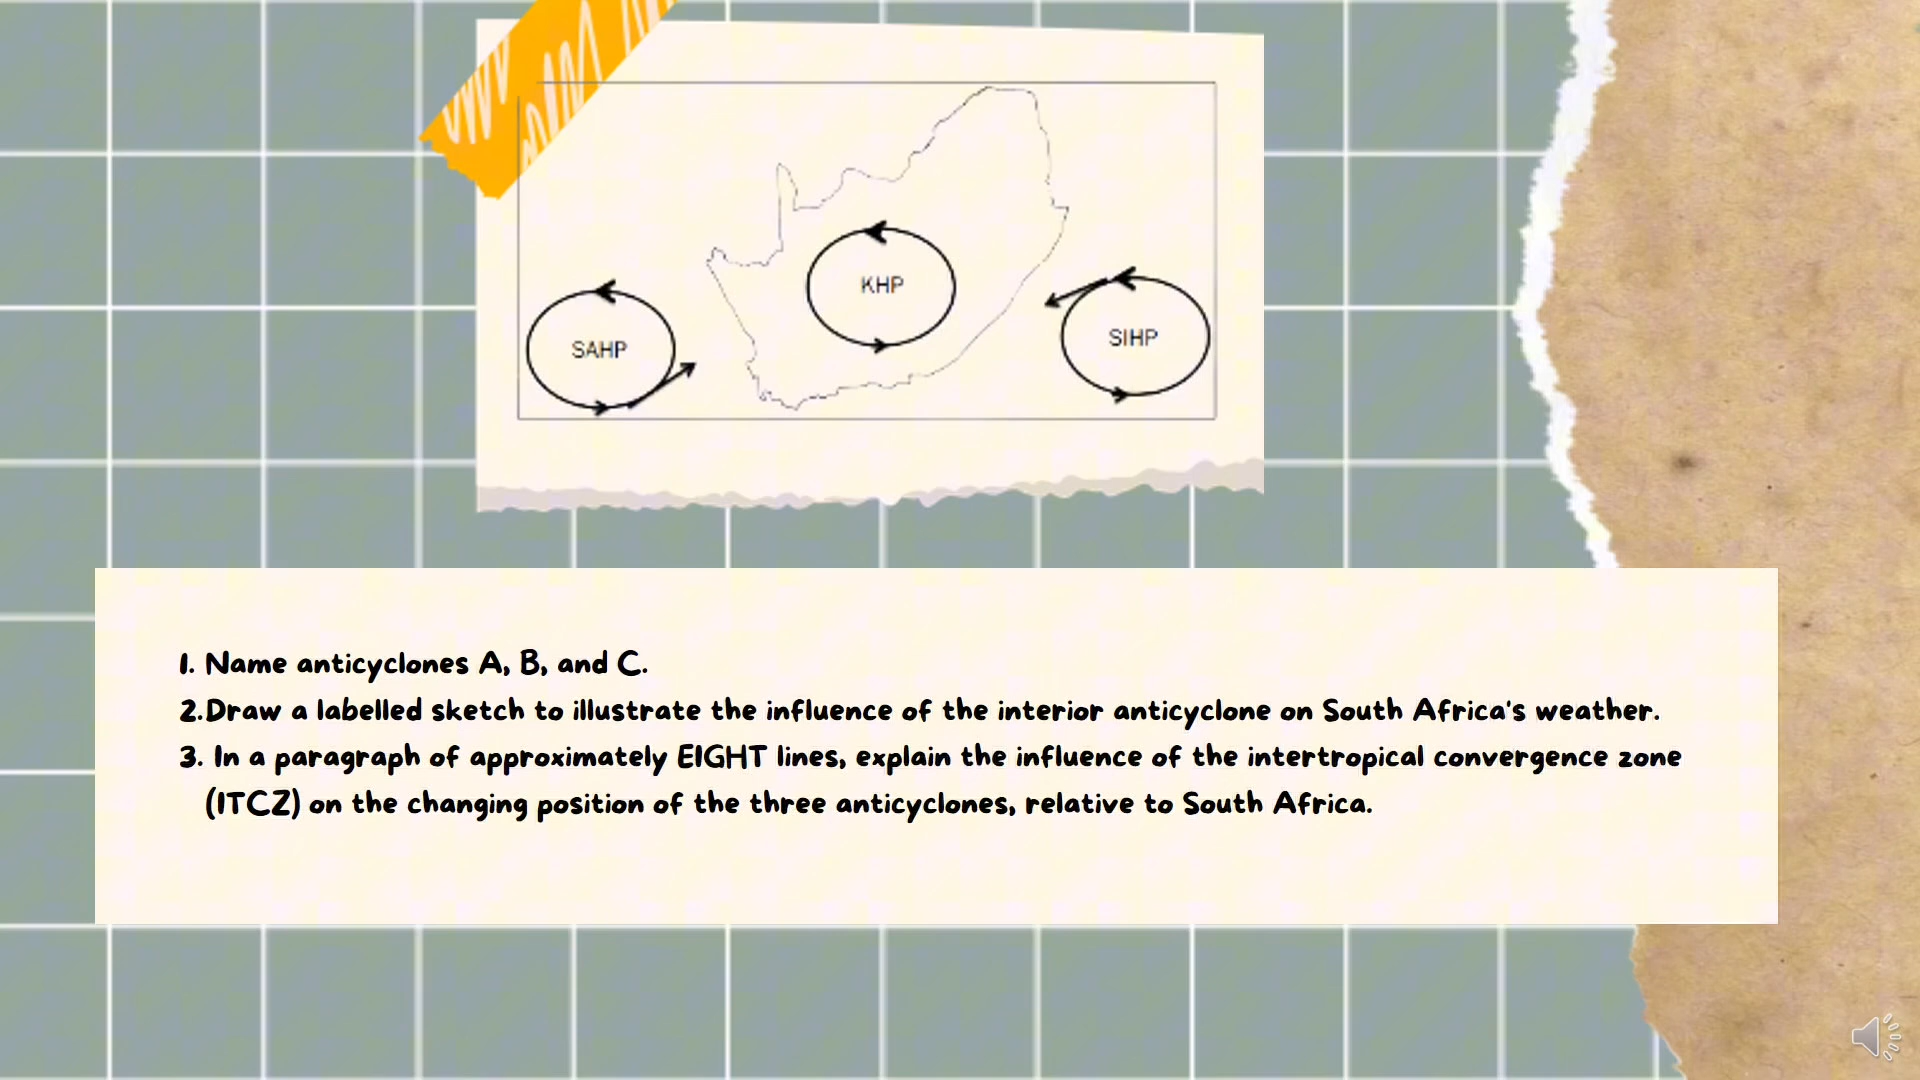 KHP
SAHP
SIHP
1. Name anticyclones A, B, and C.
2.Draw a labelled sketch to illustrate the influence of the interior anticyclone on South Africa's weather.
3. In a paragraph of approximately EIGHT lines, explain the influence of the intertropical convergence zone
(ITCZ) on the changing position of the three anticyclones, relative to South Africa.